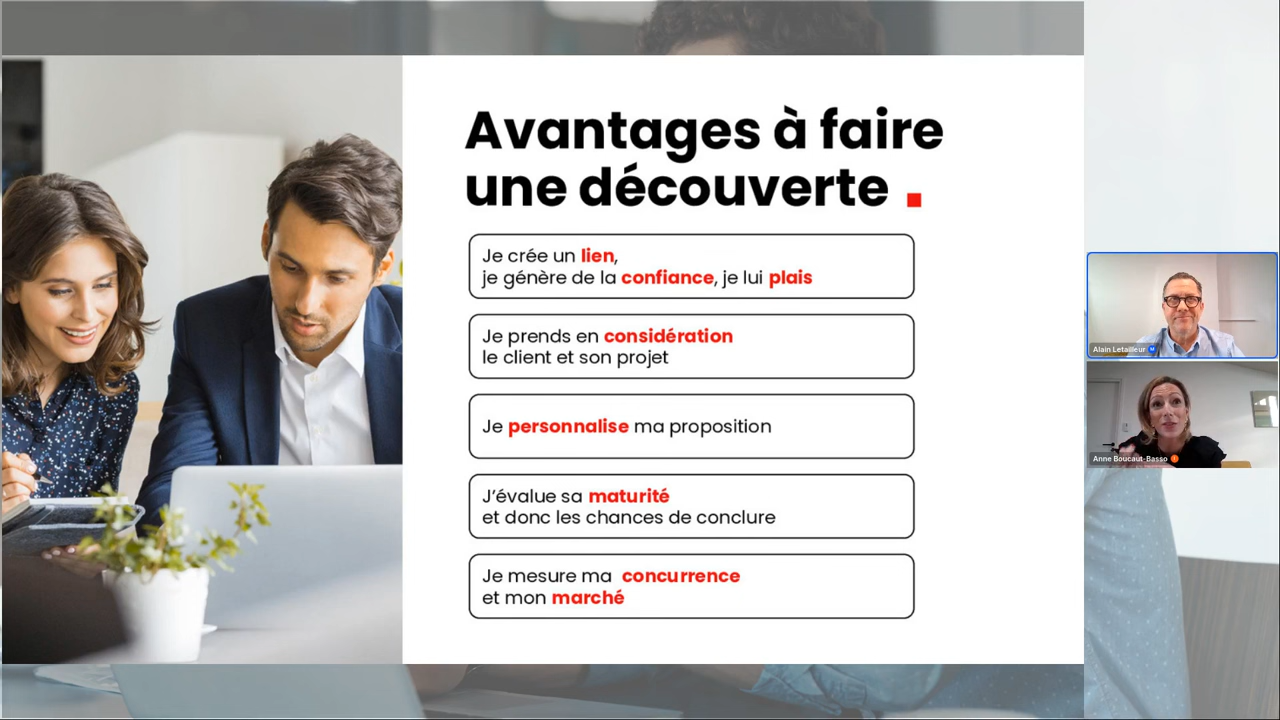 Avantages à faire
une découverte .
Je crée un lien,
je génère de la confiance, je lui plais
Je prends en considération
le client et son projet
Je personnalise ma proposition
J'évalue sa maturité
et donc les chances de conclure
Je mesure ma concurrence
et mon marché
Alain Letailleur
Anne Boucaut-Basso